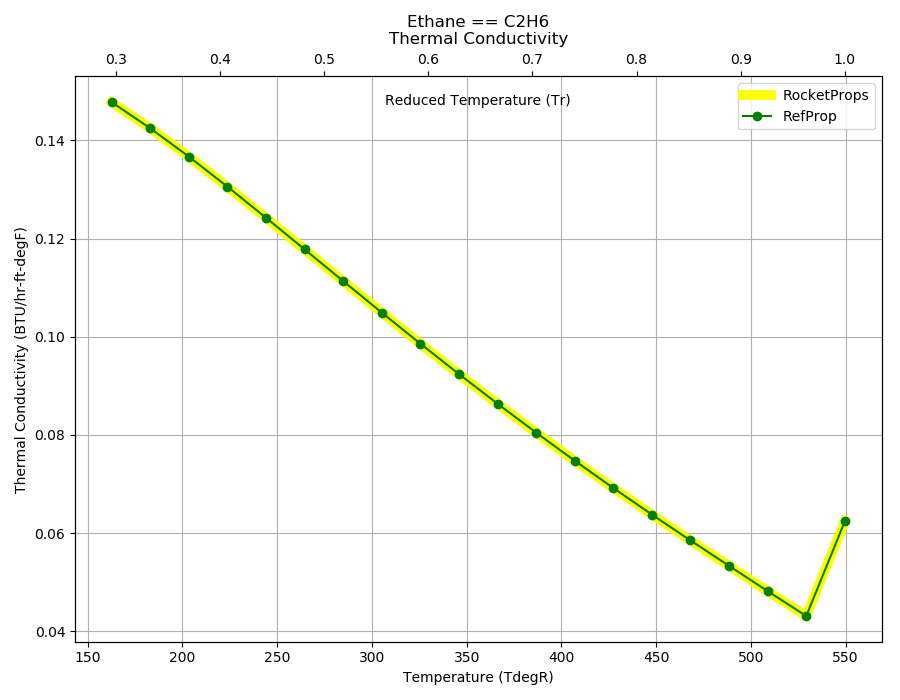 Ethane == C2H6
Thermal Conductivity
0.3 0.4 0.5 0.6 0.7 0.8 0.9 1.0
Reduced Temperature (Tr)
RocketProps
RefProp
Thermal Conductivity (BTU/hr-ft-degF)
0.14
0.12
0.10
0.08
0.06
0.04
150 200 250 300 350 400 450 500 550
Temperature (TdegR)